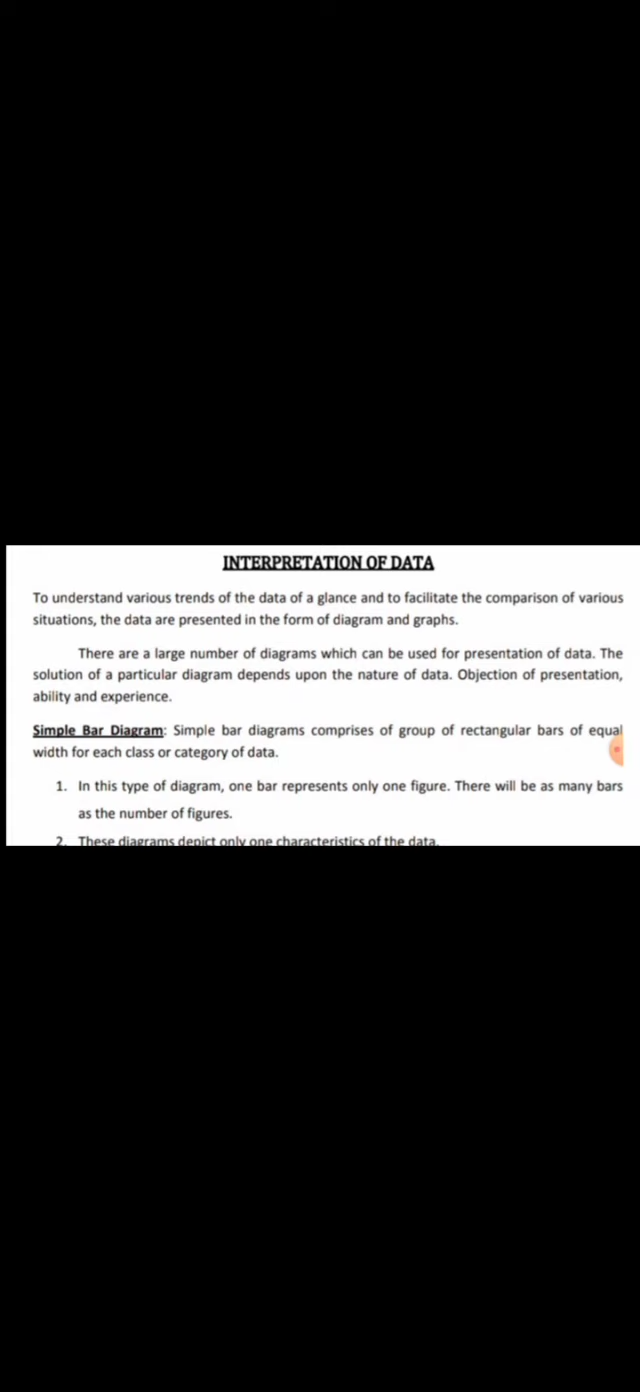 INTERPRETATION OF DATA
To understand various trends of the data of a glance and to facilitate the comparison of various
situations, the data are presented in the form of diagram and graphs.
There are a large number of diagrams which can be used for presentation of data. The
solution of a particular diagram depends upon the nature of data. Objection of presentation,
ability and experience.
Simple Bar Diagram: Simple bar diagrams comprises of group of rectangular bars of equal
width for each class or category of data.
1. In this type of diagram, one bar represents only one figure. There will be as many bars
as the number of figures.
2. These diagrams depict only one characteristics of the data.